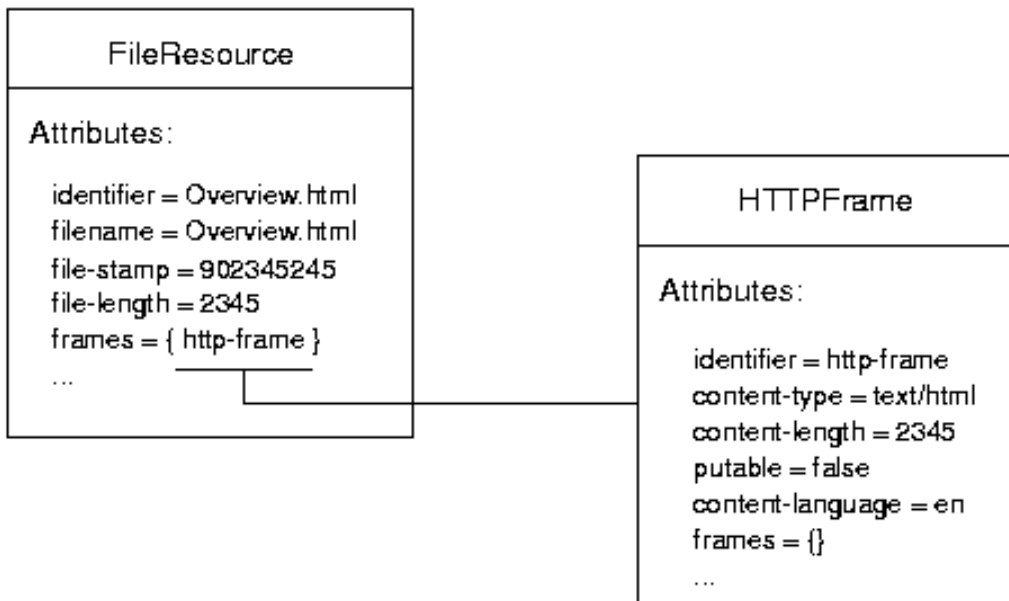 FileResource
Attributes:
identifier = Overview.html
filename = Overview.html
file-stamp = 902345245
file-length = 2345
frames = { http-frame }
...
HTTPFrame
Attributes:
identifier = http-frame
content-type = text/html
content-length = 2345
putable = false
content-language = en
frames = {}
...